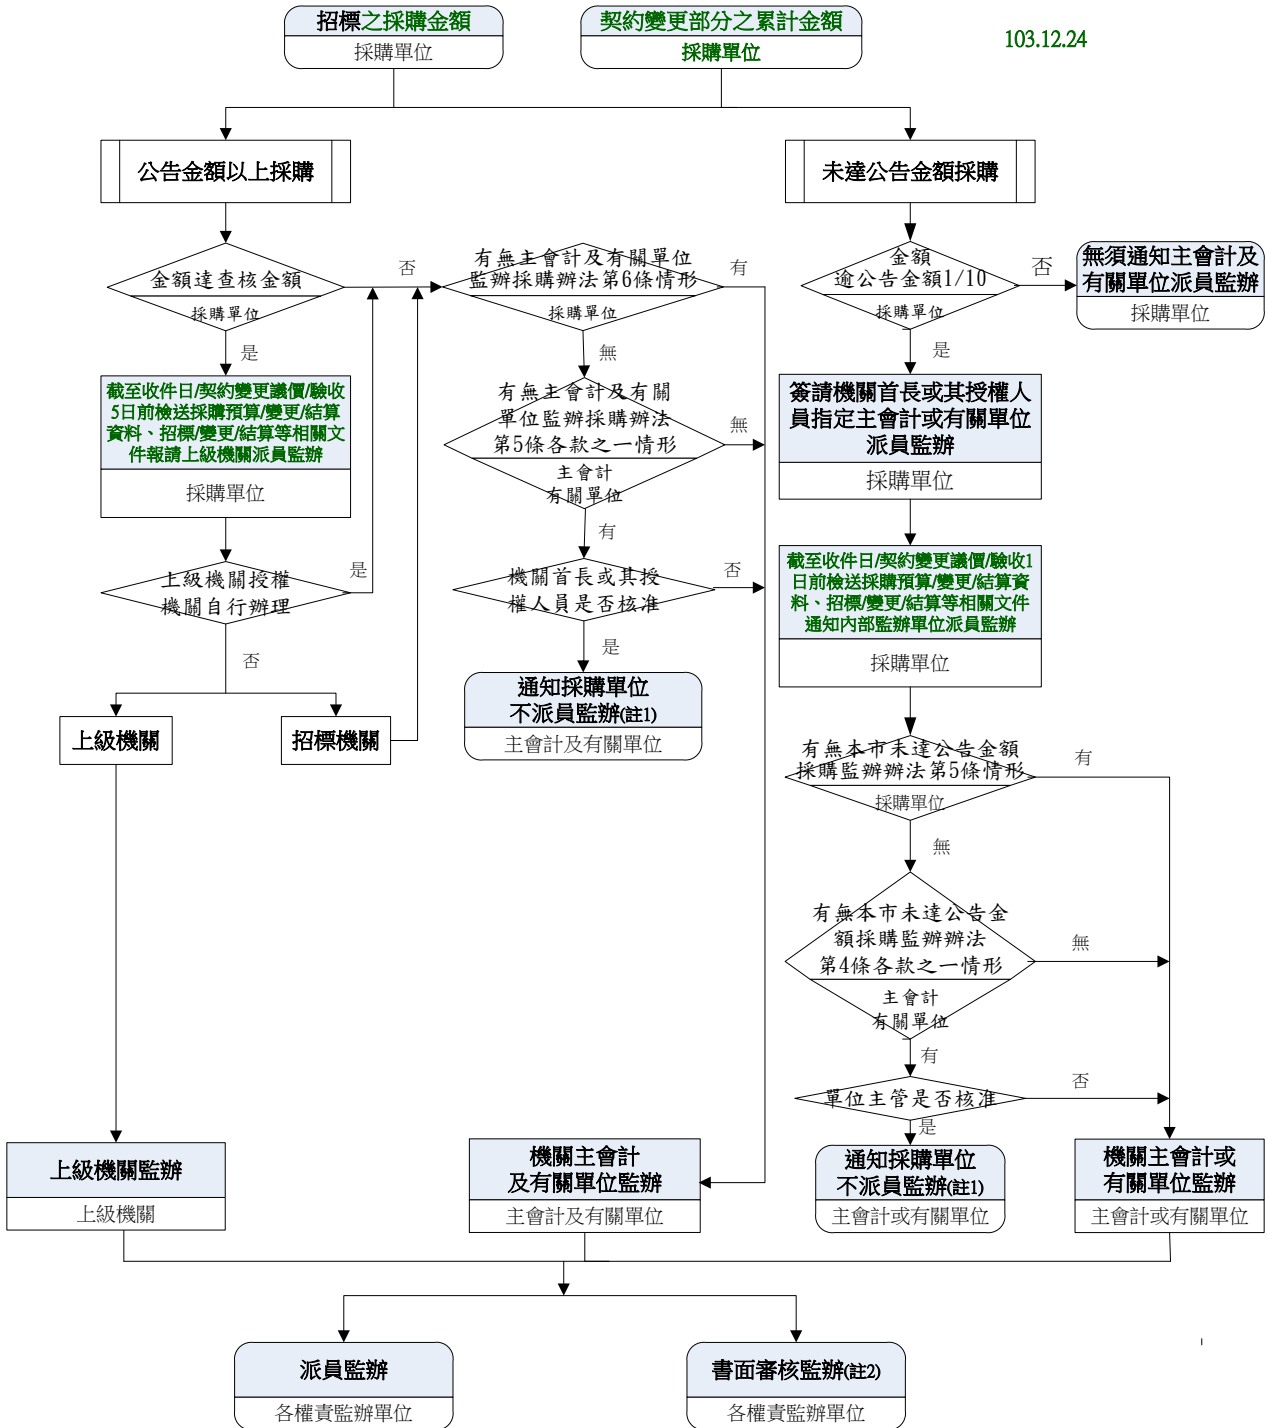 招標之採購金額
採購單位
契約變更部分之累計金額
採購單位
103.12.24
公告金額以上採購
未達公告金額採購
金額達查核金額
採購單位
否
是
有無主會計及有關單位
監辦採購辦法第6條情形
採購單位
有
無
金額
逾公告金額1/10
採購單位
否
是
無須通知主會計及
有關單位派員監辦
採購單位
截至收件日/契約變更議價/驗收
5日前檢送採購預算/變更/結算
資料、招標/變更/結算等相關文
件報請上級機關派員監辦
採購單位
有無主會計及有關
單位監辦採購辦法
第5條各款之一情形
主會計
有關單位
無
有
簽請機關首長或其授權人
員指定主會計或有關單位
派員監辦
採購單位
上級機關授權
機關自行辦理
是
否
機關首長或其授
權人員是否核准
否
是
截至收件日/契約變更議價/驗收1
日前檢送採購預算/變更/結算資
料、招標/變更/結算等相關文件
通知內部監辦單位派員監辦
採購單位
上級機關
招標機關
通知採購單位
不派員監辦(註1)
主會計及有關單位
有無本市未達公告金額
採購監辦辦法第5條情形
採購單位
有
無
有無本市未達公告金
額採購監辦辦法
第4條各款之一情形
主會計
有關單位
無
有
單位主管是否核准
否
是
上級機關監辦
上級機關
機關主會計
及有關單位監辦
主會計及有關單位
通知採購單位
不派員監辦(註1)
主會計或有關單位
機關主會計或
有關單位監辦
主會計或有關單位
派員監辦
各權責監辦單位
書面審核監辦(註2)
各權責監辦單位